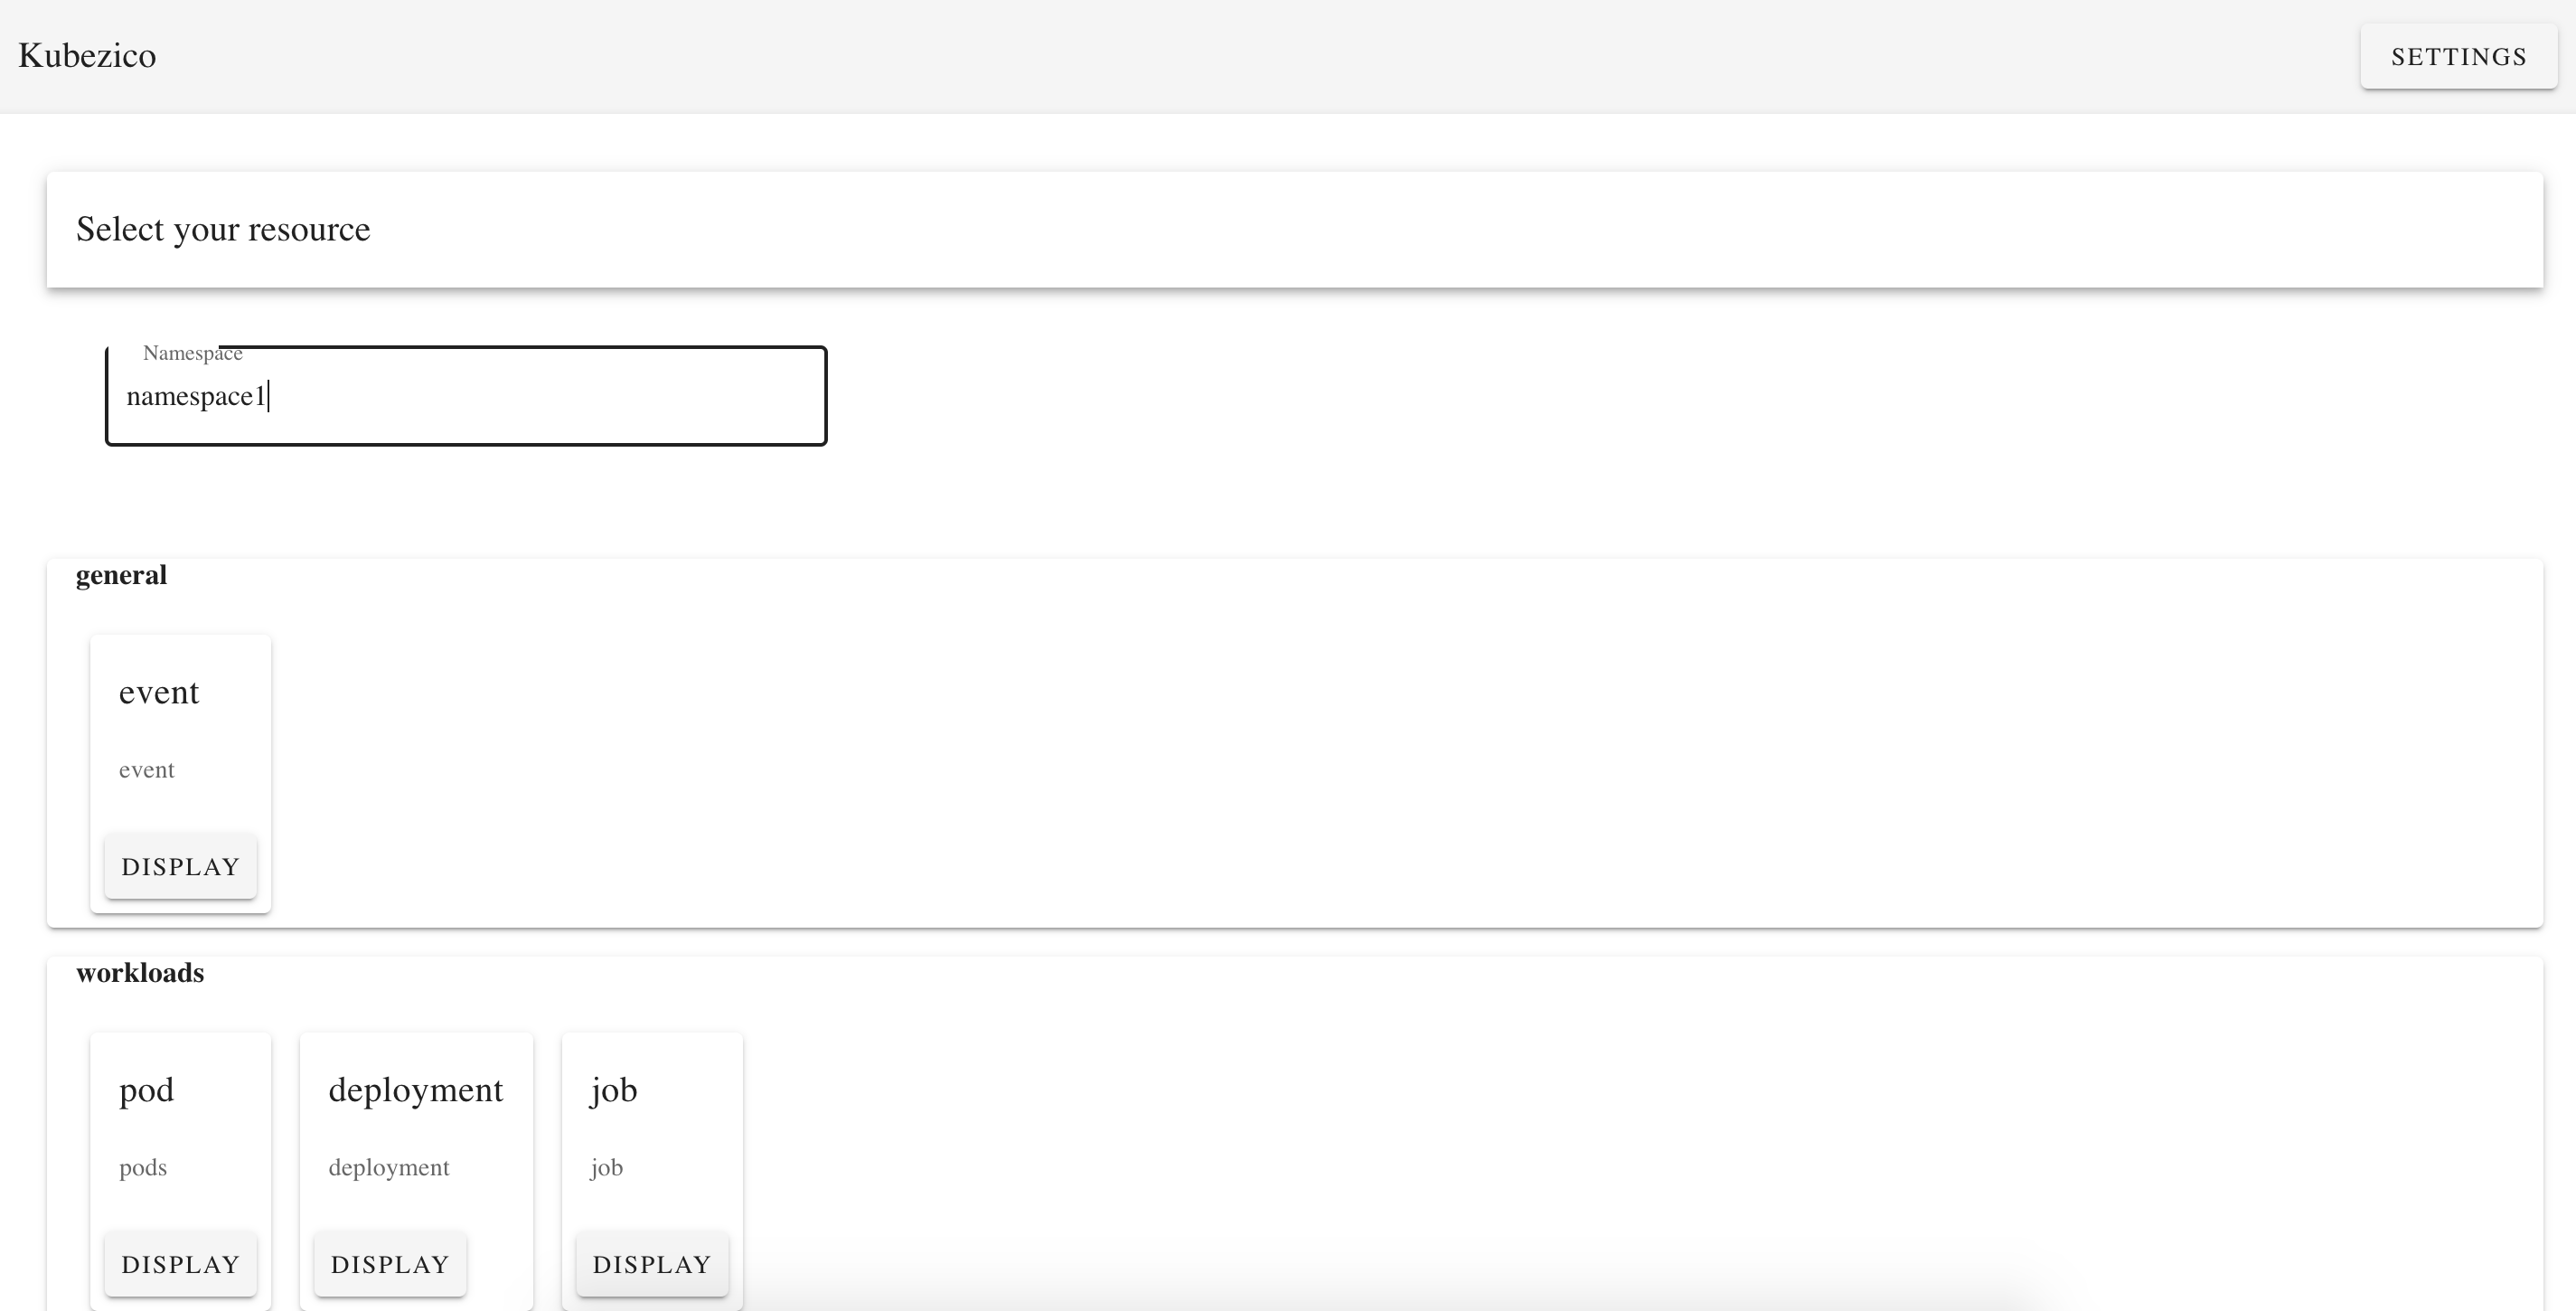 Kubezico
SETTINGS
Select your resource
Namespace
namespace1
general
event
event
DISPLAY
workloads
pod
deployment
job
pods
deployment
job
DISPLAY
DISPLAY
DISPLAY